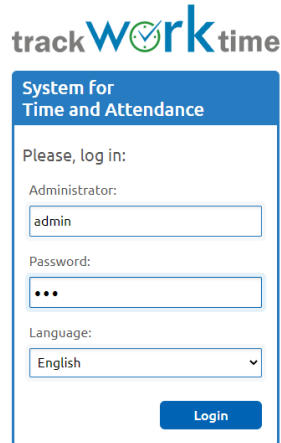 trackworktime
System for
Time and Attendance
Please, log in:
Administrator:
admin
Password:
•••
Language:
English
Login